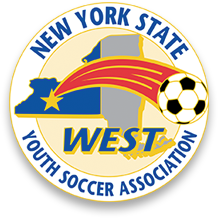 NEW YORK STATE
WEST
YOUTH SOCCER ASSOCIATION